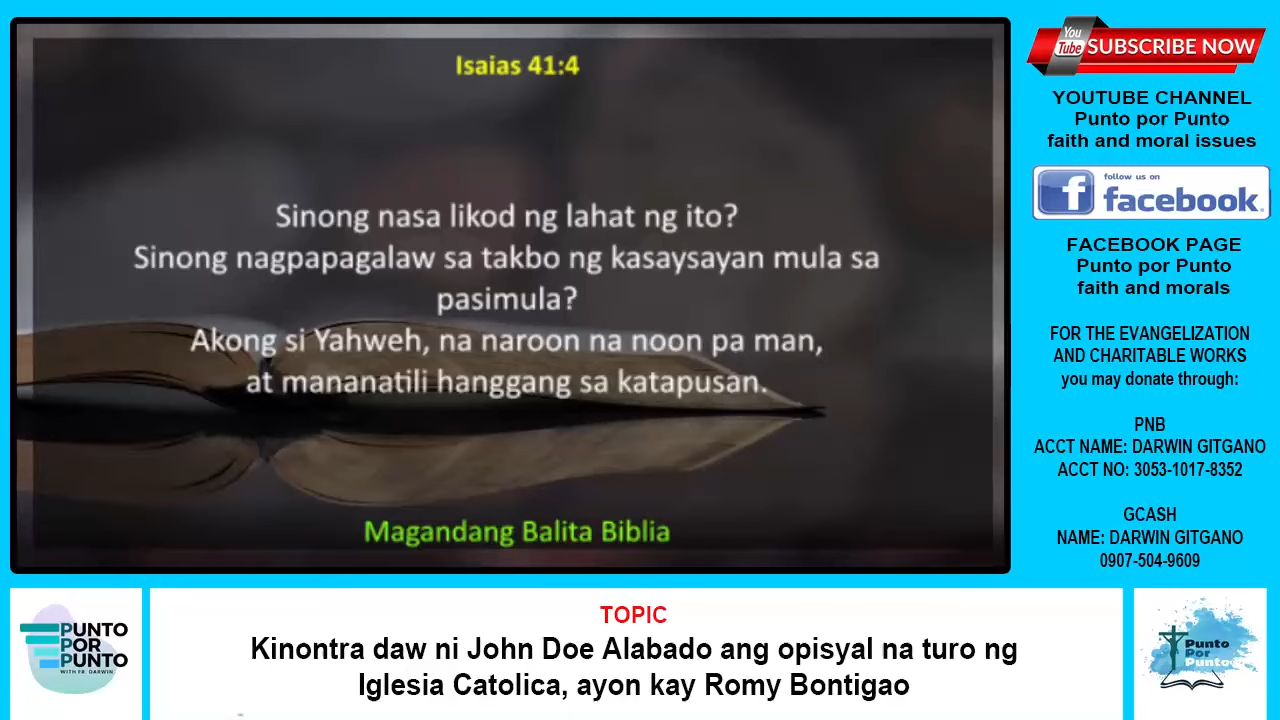 Isaias 41:4
Sinong nasa likod ng lahat ng ito?
Sinong nagpapagalaw sa takbo ng kasaysayan mula sa
pasimula?
Akong si Yahweh, na naroon na noon pa man,
at mananatili hanggang sa katapusan.
Magandang Balita Biblia
You
Tube
SUBSCRIBE NOW
YOUTUBE CHANNEL
Punto por Punto
faith and moral issues
follow us on
facebook
FACEBOOK PAGE
Punto por Punto
faith and morals
FOR THE EVANGELIZATION
AND CHARITABLE WORKS
you may donate through:
PNB
ACCT NAME: DARWIN GITGANO
ACCT NO: 3053-1017-8352
GCASH
NAME: DARWIN GITGANO
0907-504-9609
PUNTO
POR
PUNTO
WITH FR. DARWIN
TOPIC
Kinontra daw ni John Doe Alabado ang opisyal na turo ng
Iglesia Catolica, ayon kay Romy Bontigao
Punto
Por
Punto